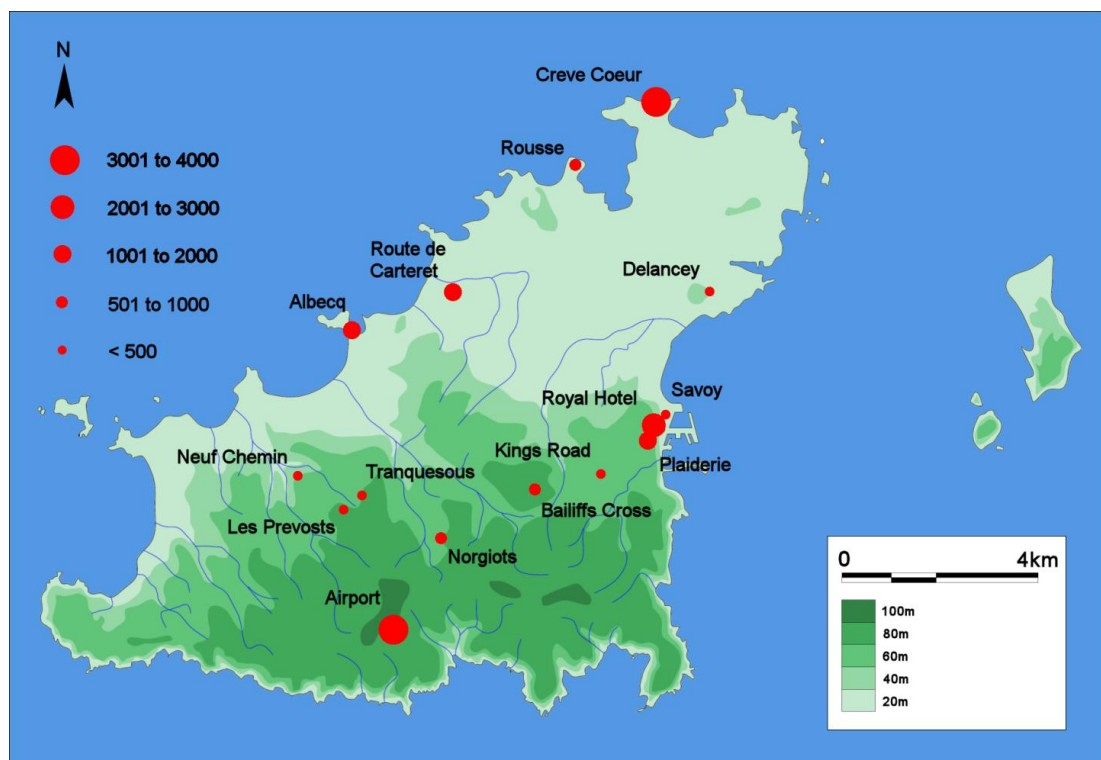 N
3001 to 4000
2001 to 3000
1001 to 2000
501 to 1000
< 500
Creve Coeur
Rousse
Route de
Carteret
Delancey
Albecq
Royal Hotel
Savoy
Kings Road
Plaiderie
Neuf Chemin
Tranquesous
Les Prevosts
Bailiffs Cross
Norgiots
Airport
0 4km
100m
80m
60m
40m
20m